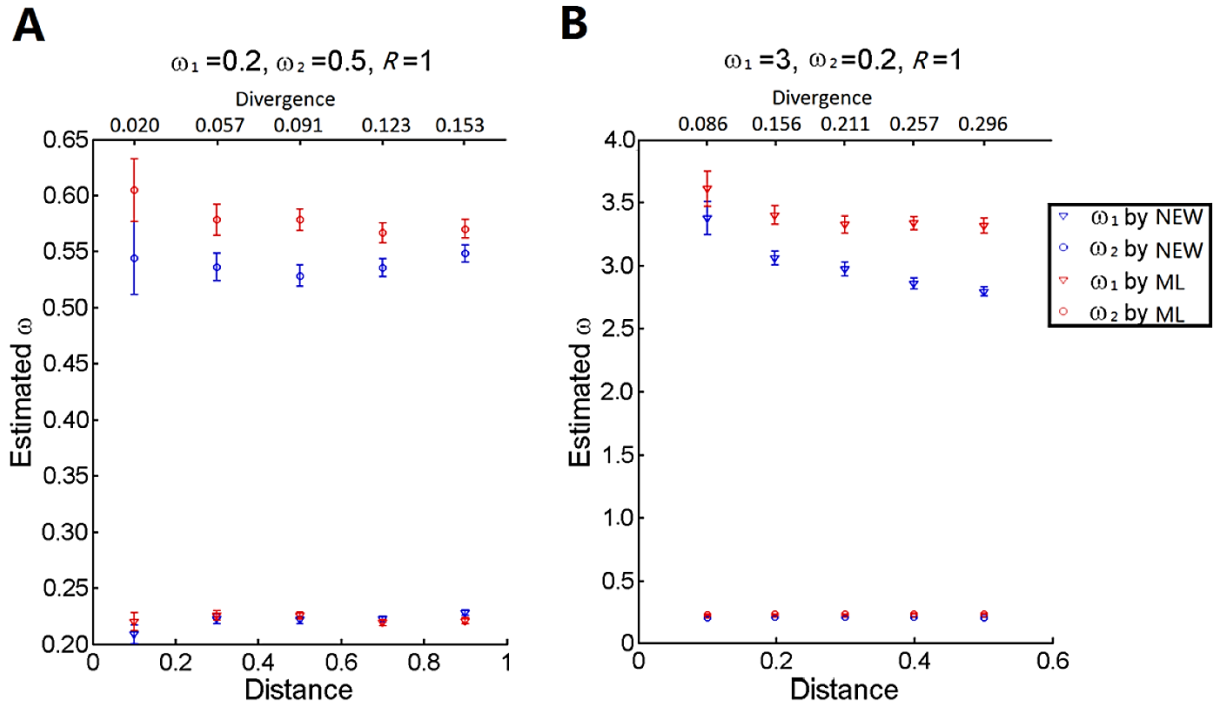 A
ω₁=0.2, ω₂=0.5, R=1
Divergence
0.020 0.057 0.091 0.123 0.153
0.65
0.60
0.55
0.50
0.45
0.40
0.35
0.30
0.25
0.20
Estimated ω
0 0.2 0.4 0.6 0.8 1
Distance
B
ω₁=3, ω₂=0.2, R=1
Divergence
0.086 0.156 0.211 0.257 0.296
4.0
3.5
3.0
2.5
2.0
1.5
1.0
0.5
0
Estimated ω
0 0.2 0.4 0.6
Distance
ω₁ by NEW
ω₂ by NEW
ω₁ by ML
ω₂ by ML